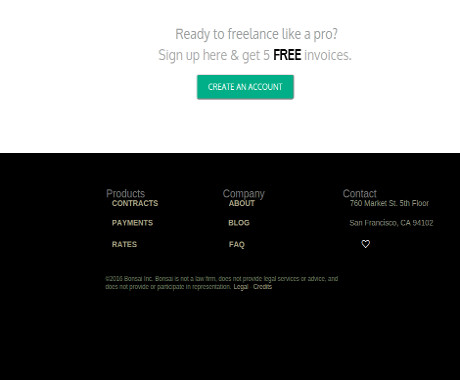 Ready to freelance like a pro?
Sign up here & get 5 FREE invoices.
CREATE AN ACCOUNT
Products
CONTRACTS
PAYMENTS
RATES
Company
ABOUT
BLOG
FAQ
Contact
760 Market St. 5th Floor
San Francisco, CA 94102
©2016 Bonsai Inc. Bonsai is not a law firm, does not provide legal services or advice, and
does not provide or participate in representation. Legal Credits